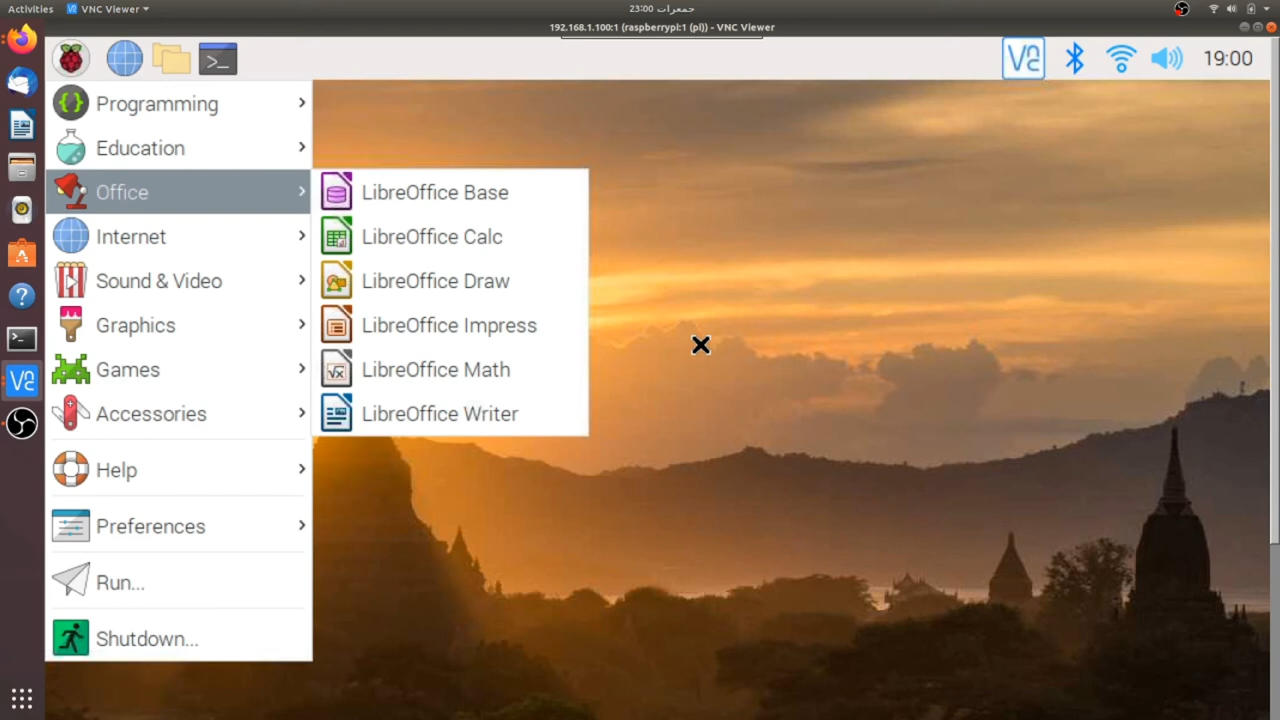 Activities
VNC Viewer
جمعرات 23:00
192.168.1.100:1 (raspberrypi:1 (pi)) - VNC Viewer
19:00
Programming
Education
Office
Internet
Sound & Video
Graphics
Games
Accessories
Help
Preferences
Run...
Shutdown...
LibreOffice Base
LibreOffice Calc
LibreOffice Draw
LibreOffice Impress
LibreOffice Math
LibreOffice Writer